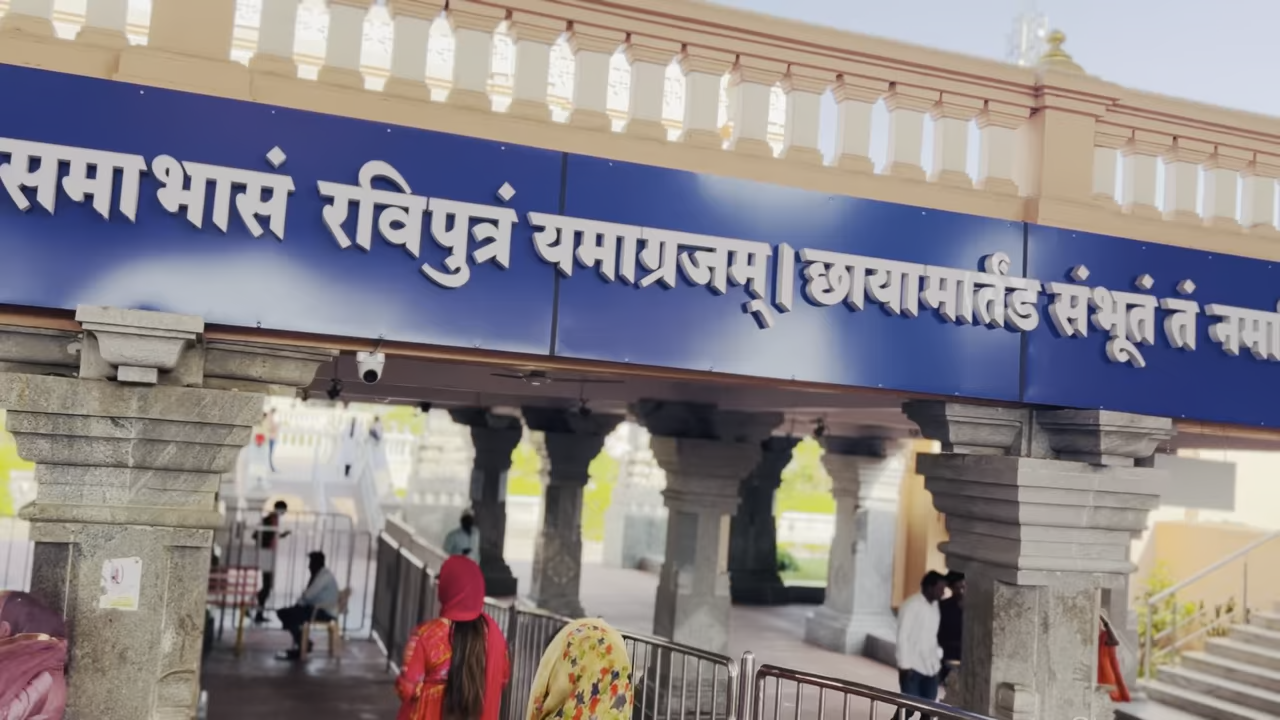 समाभासं रविपुत्रं यमाग्रजम्। छायामार्तंड संभूतं तं